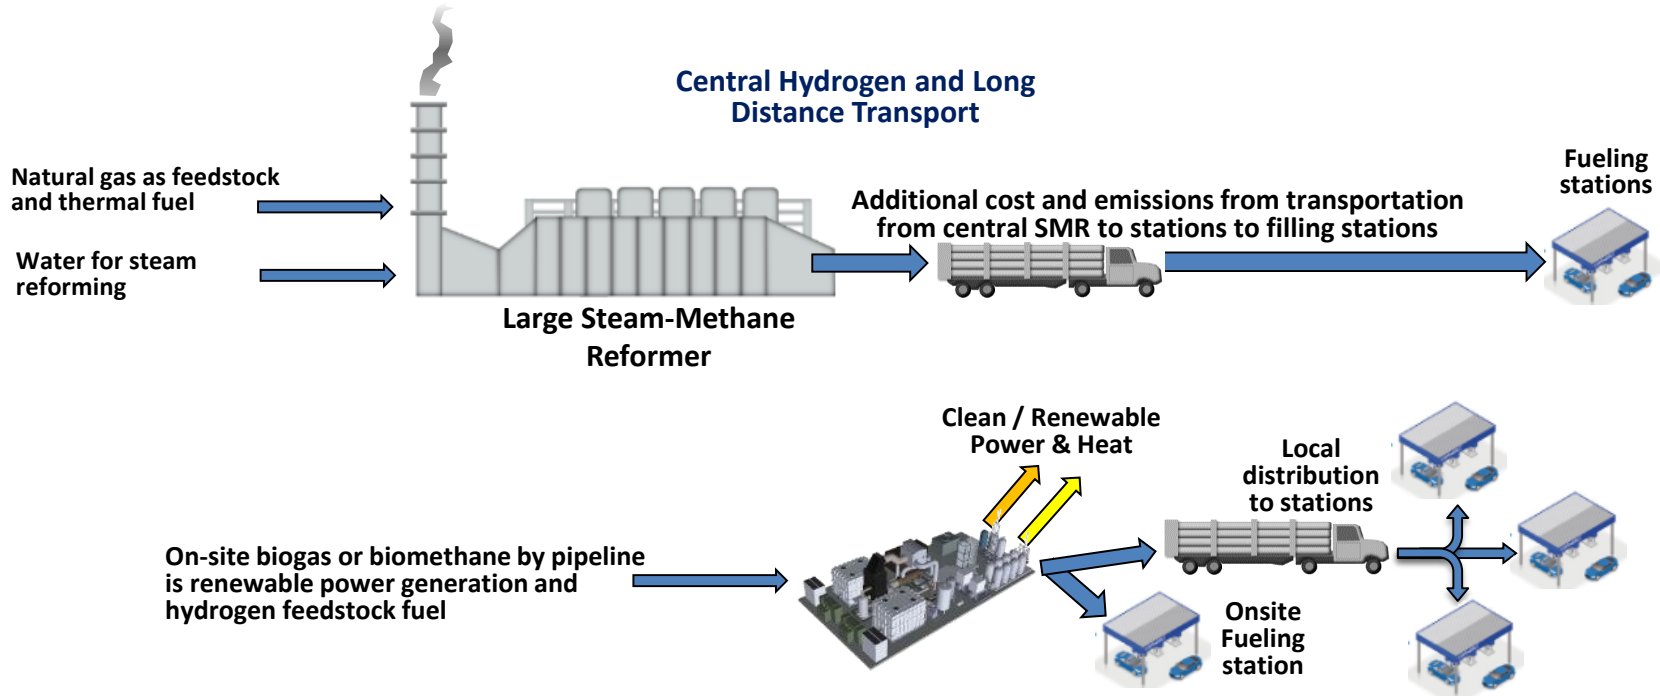 Central Hydrogen and Long
Distance Transport
Natural gas as feedstock
and thermal fuel
Water for steam
reforming
Large Steam-Methane
Reformer
Additional cost and emissions from transportation
from central SMR to stations to filling stations
Fueling
stations
Clean / Renewable
Power & Heat
Local
distribution
to stations
On-site biogas or biomethane by pipeline
is renewable power generation and
hydrogen feedstock fuel
Onsite
Fueling
station